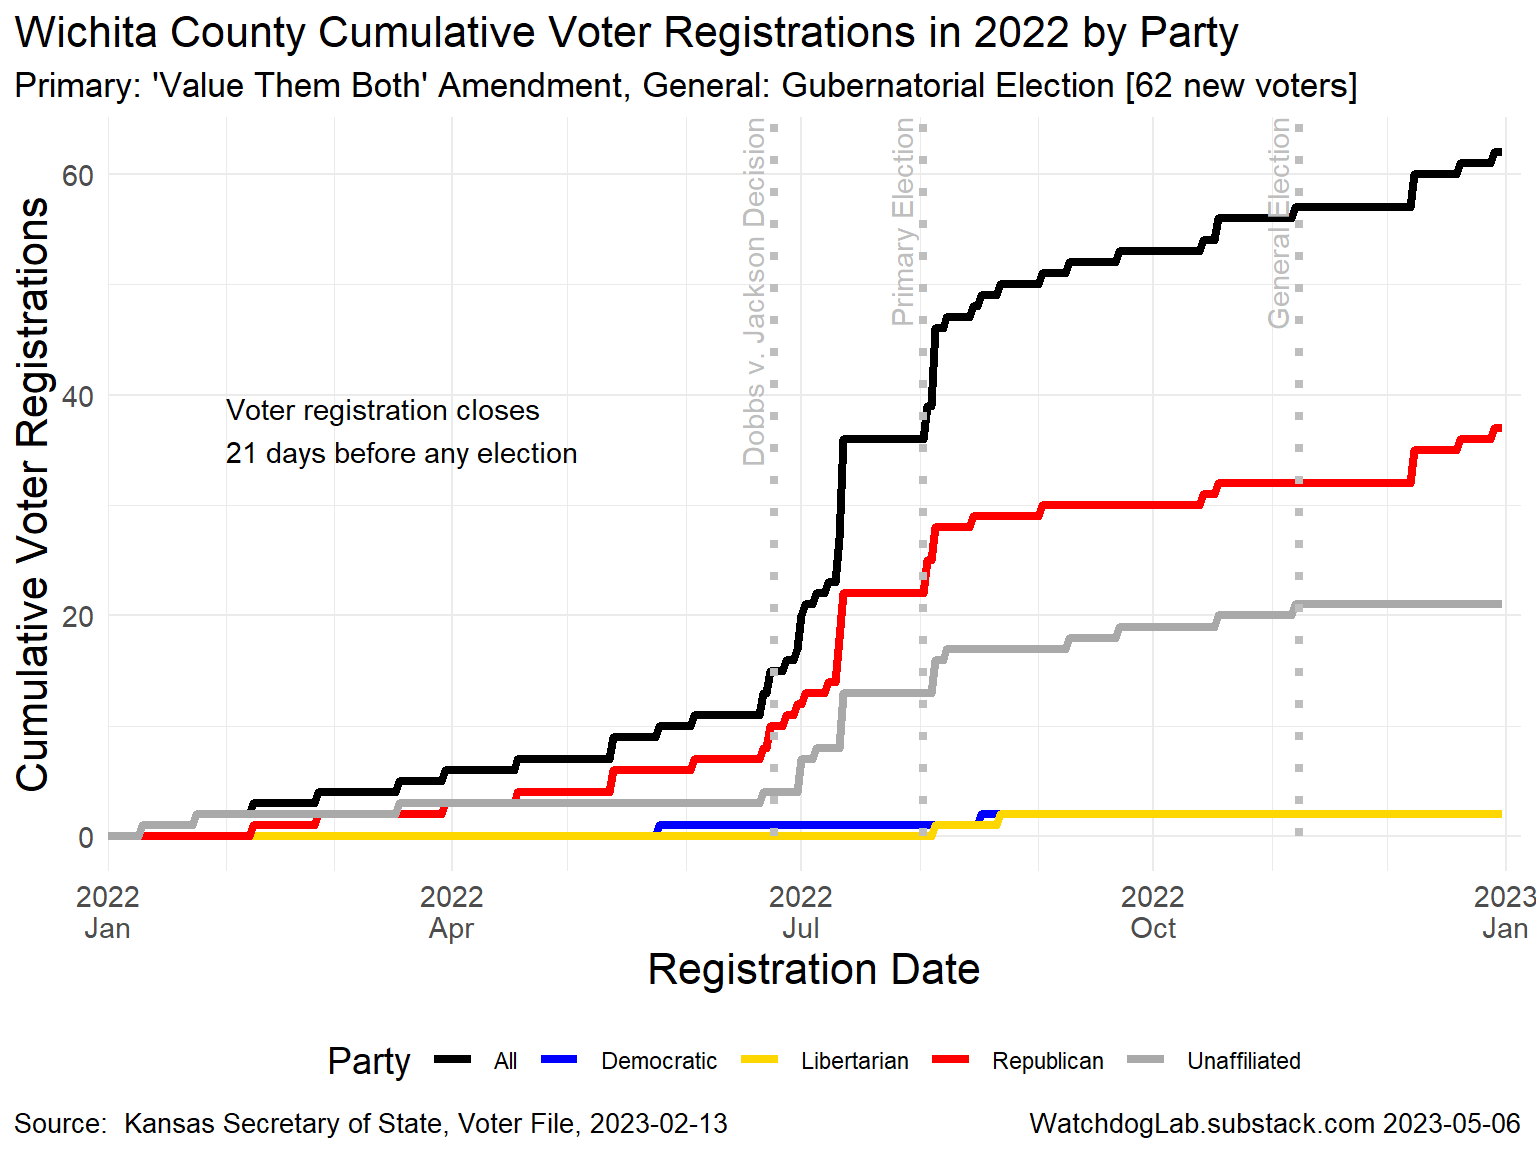 Wichita County Cumulative Voter Registrations in 2022 by Party
Primary: 'Value Them Both' Amendment, General: Gubernatorial Election [62 new voters]
Cumulative Voter Registrations
60
40
20
0
Dobbs v. Jackson Decision
Primary Election
General Election
Voter registration closes
21 days before any election
2022
Jan
2022
Apr
2022
Jul
2022
Oct
2023
Jan
Registration Date
Party
All
Democratic
Libertarian
Republican
Unaffiliated
Source:  Kansas Secretary of State, Voter File, 2023-02-13
WatchdogLab.substack.com 2023-05-06